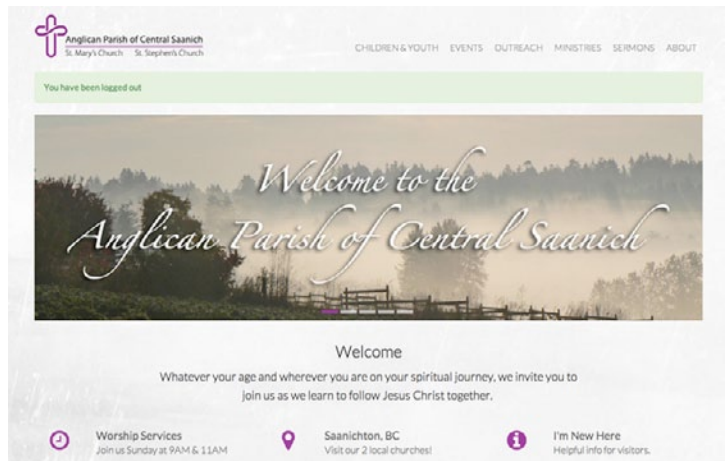 Anglican Parish of Central Saanich
St. Mary's Church St. Stephen's Church
CHILDREN & YOUTH EVENTS OUTREACH MINISTRIES SERMONS ABOUT
You have been logged out
Welcome to the
Anglican Parish of Central Saanich
Welcome
Whatever your age and wherever you are on your spiritual journey, we invite you to
join us as we learn to follow Jesus Christ together.
Worship Services
Join us Sunday at 9AM & 11AM
Saanichton, BC
Visit our 2 local churches!
I'm New Here
Helpful info for visitors.